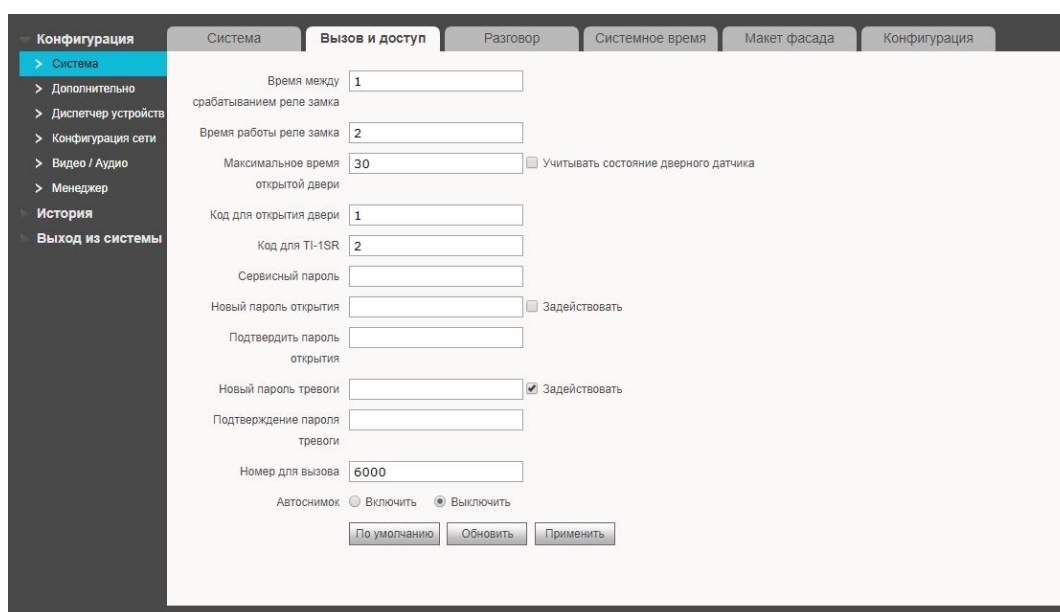 Конфигурация
Система
Дополнительно
Диспетчер устройств
Конфигурация сети
Видео / Аудио
Менеджер
История
Выход из системы
Система Вызов и доступ Разговор Системное время Макет фасада Конфигурация
Время между 1
срабатыванием реле замка
Время работы реле замка 2
Максимальное время 30 Учитывать состояние дверного датчика
открытой двери
Код для открытия двери 1
Код для TI-1SR 2
Сервисный пароль
Новый пароль открытия Задействовать
Подтвердить пароль
открытия
Новый пароль тревоги Задействовать
Подтверждение пароля
тревоги
Номер для вызова 6000
Автоснимок Включить Выключить
По умолчанию Обновить Применить